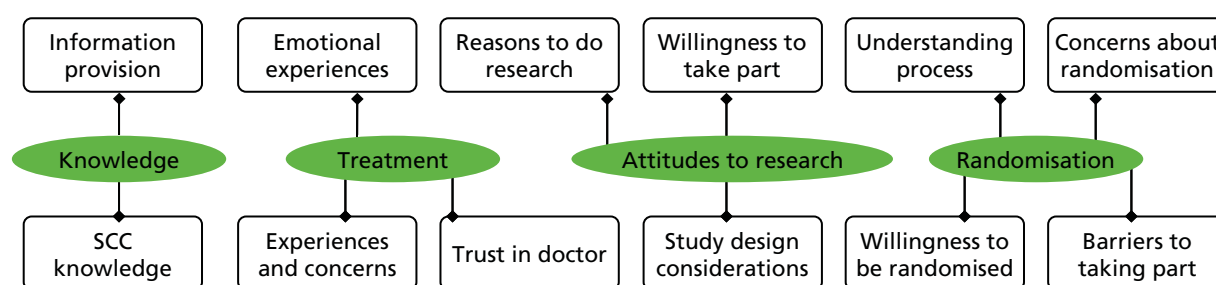 Information
provision
Emotional
experiences
Reasons to do
research
Willingness to
take part
Understanding
process
Concerns about
randomisation
Knowledge
Treatment
Attitudes to research
Randomisation
SCC
knowledge
Experiences
and concerns
Trust in doctor
Study design
considerations
Willingness to
be randomised
Barriers to
taking part